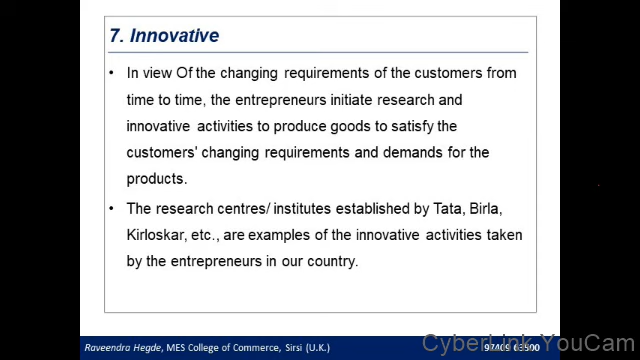 7. Innovative
• In view Of the changing requirements of the customers from
time to time, the entrepreneurs initiate research and
innovative activities to produce goods to satisfy the
customers' changing requirements and demands for the
products.
• The research centres/ institutes established by Tata, Birla,
Kirloskar, etc., are examples of the innovative activities taken
by the entrepreneurs in our country.
Raveendra Hegde, MES College of Commerce, Sirsi (U.K.)
CyberLink YouCam